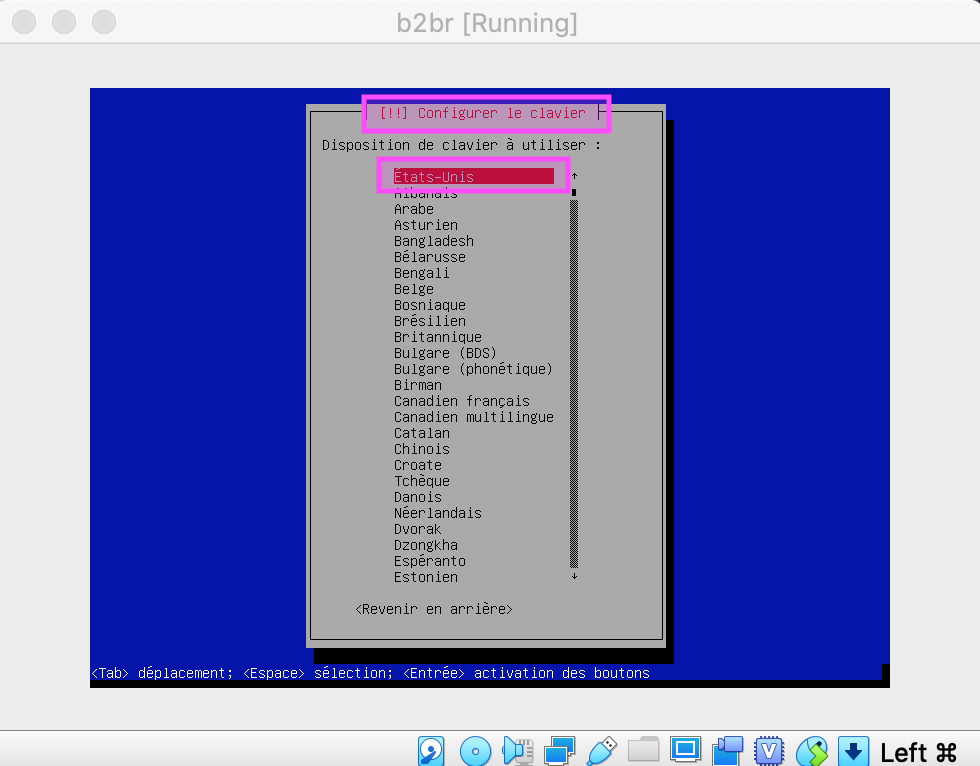 b2br [Running]
[!!] Configurer le clavier
Disposition de clavier à utiliser :
États-Unis
Albanais
Arabe
Asturien
Bangladesh
Bélarusse
Bengali
Belge
Bosniaque
Brésilien
Britannique
Bulgare (BDS)
Bulgare (phonétique)
Birman
Canadien français
Canadien multilingue
Catalan
Chinois
Croate
Tchèque
Danois
Néerlandais
Dvorak
Dzongkha
Espéranto
Estonien
<Revenir en arrière>
<Tab> déplacement; <Espace> sélection; <Entrée> activation des boutons
V
Left ⌘